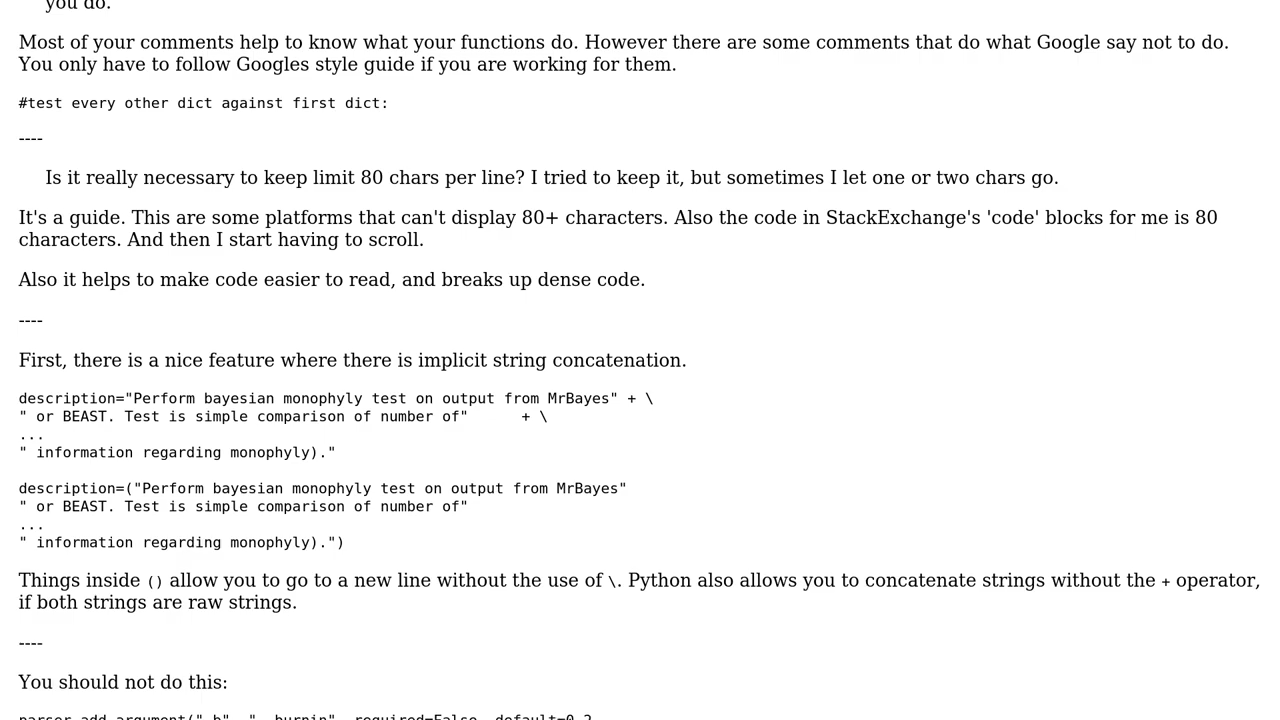 you do.
Most of your comments help to know what your functions do. However there are some comments that do what Google say not to do.
You only have to follow Googles style guide if you are working for them.
#test every other dict against first dict:
----
Is it really necessary to keep limit 80 chars per line? I tried to keep it, but sometimes I let one or two chars go.
It's a guide. This are some platforms that can't display 80+ characters. Also the code in StackExchange's 'code' blocks for me is 80
characters. And then I start having to scroll.
Also it helps to make code easier to read, and breaks up dense code.
----
First, there is a nice feature where there is implicit string concatenation.
description="Perform bayesian monophyly test on output from MrBayes" + \
" or BEAST. Test is simple comparison of number of"      + \
...
" information regarding monophyly)."
description=("Perform bayesian monophyly test on output from MrBayes"
" or BEAST. Test is simple comparison of number of"
...
" information regarding monophyly).")
Things inside () allow you to go to a new line without the use of \. Python also allows you to concatenate strings without the + operator,
if both strings are raw strings.
----
You should not do this:
parser.add_argument("-b", "--burnin", required=False, default=0.2,